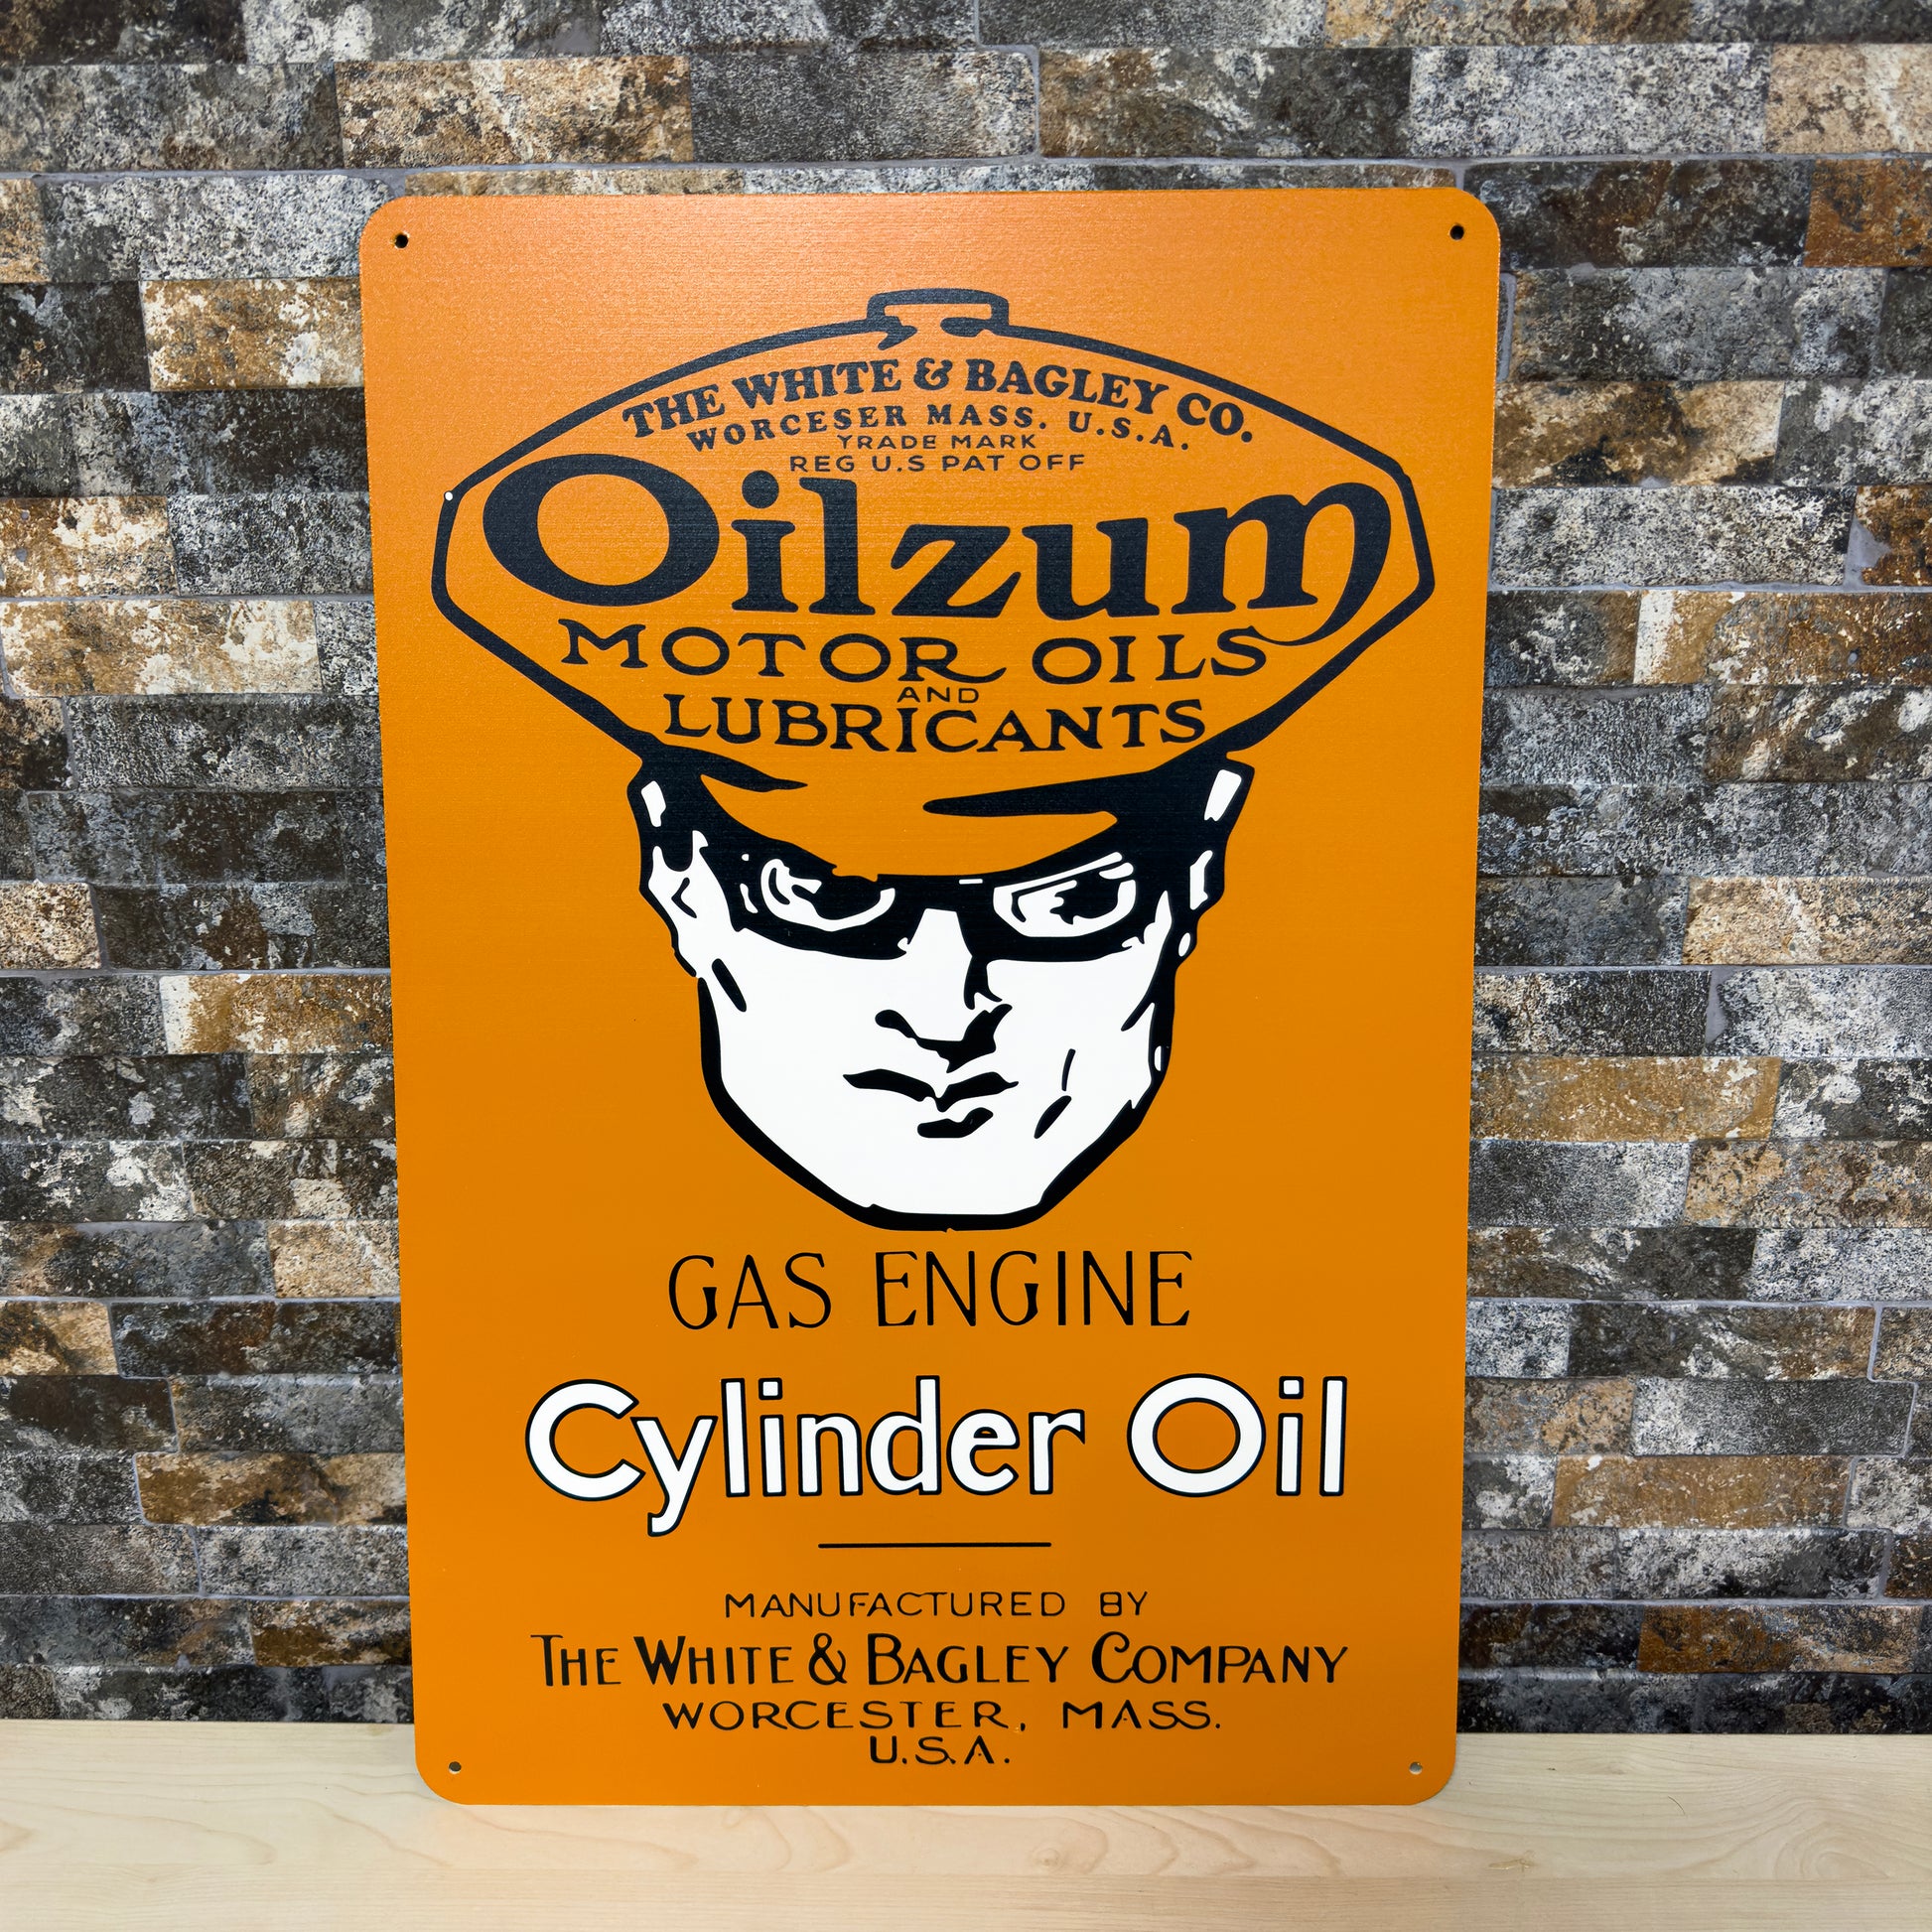 THE WHITE & BAGLEY CO.
WORCESER MASS. U.S.A.
YRADE MARK
REG U.S PAT OFF
Oilzum
MOTOR OILS
AND
LUBRICANTS
GAS ENGINE
Cylinder Oil
MANUFACTURED BY
THE WHITE & BAGLEY COMPANY
WORCESTER, MASS.
U.S.A.